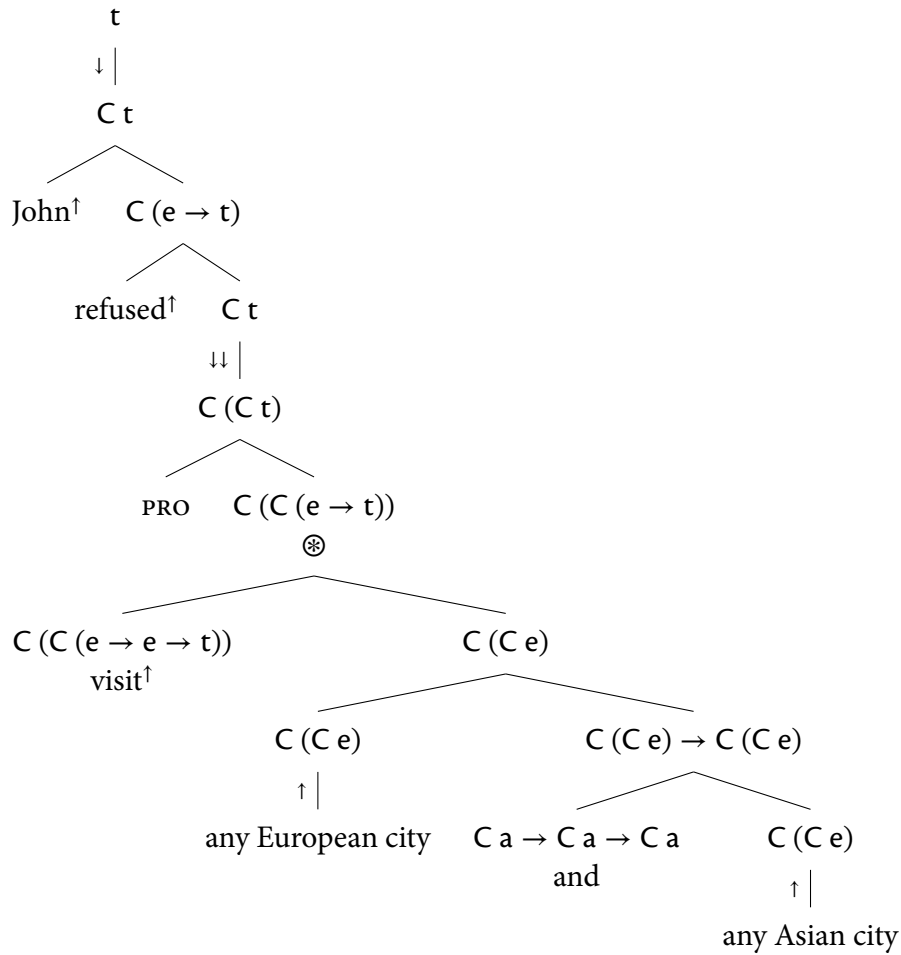 t
↓
C t
John↑ C (e → t)
refused↑ C t
↓↓
C (C t)
PRO C (C (e → t))
⊛
C (C (e → e → t)) C (C e)
visit↑
C (C e) C (C e) → C (C e)
↑
any European city C a → C a → C a C (C e)
and
↑
any Asian city